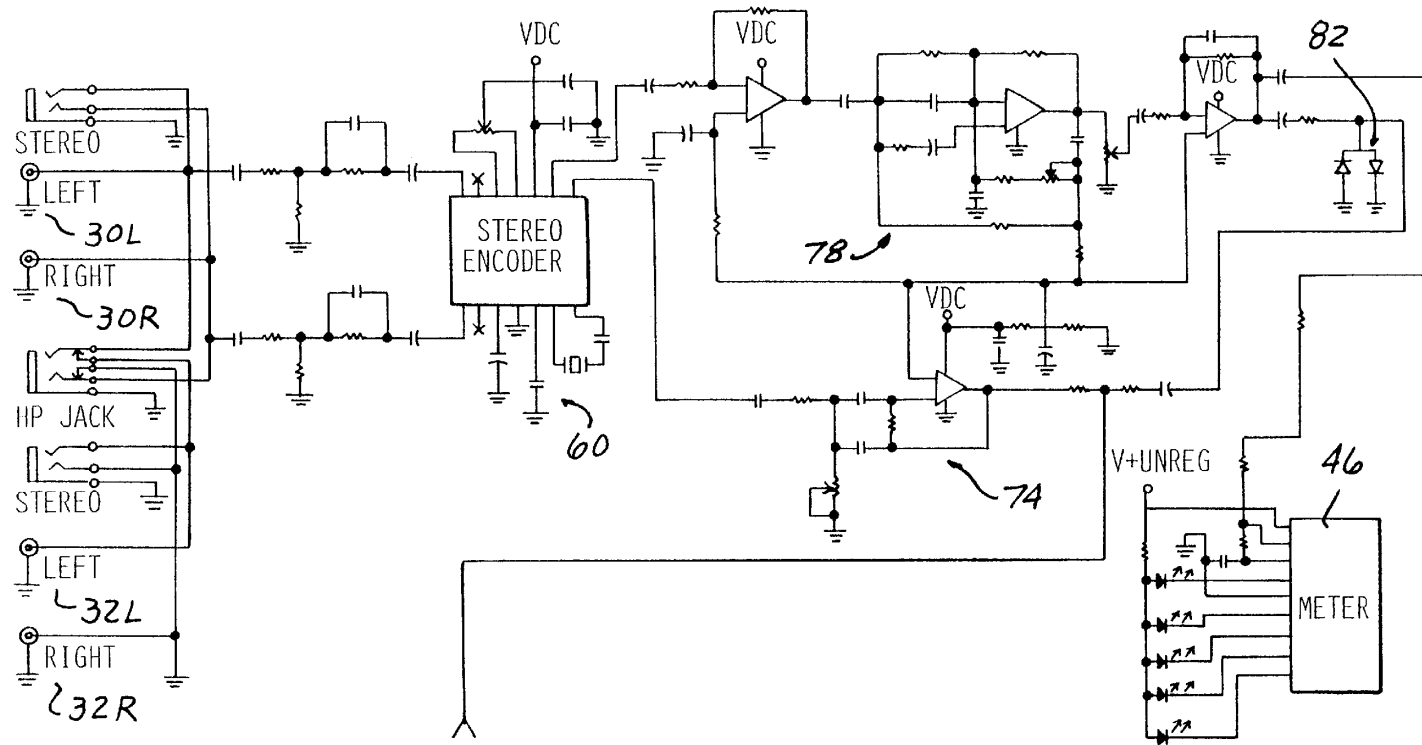 VDC
VDC
82
VDC
STEREO
LEFT
30L
STEREO
ENCODER
78
RIGHT
30R
VDC
HP JACK
60
V+UNREG
46
74
STEREO
LEFT
32L
METER
RIGHT
32R